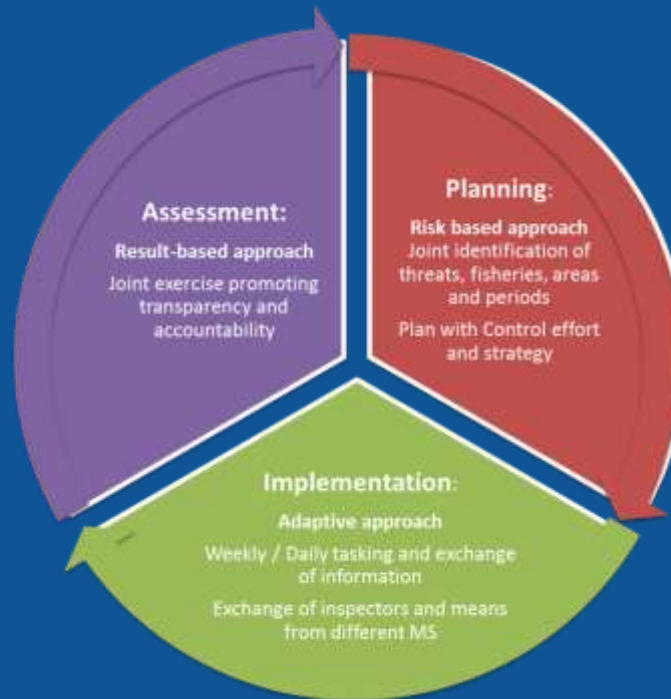 Assessment:
Result-based approach
Joint exercise promoting
transparency and
accountability
Planning:
Risk based approach
Joint identification of
threats, fisheries, areas
and periods
Plan with Control effort
and strategy
Implementation:
Adaptive approach
Weekly / Daily tasking and exchange
of information
Exchange of inspectors and means
from different MS